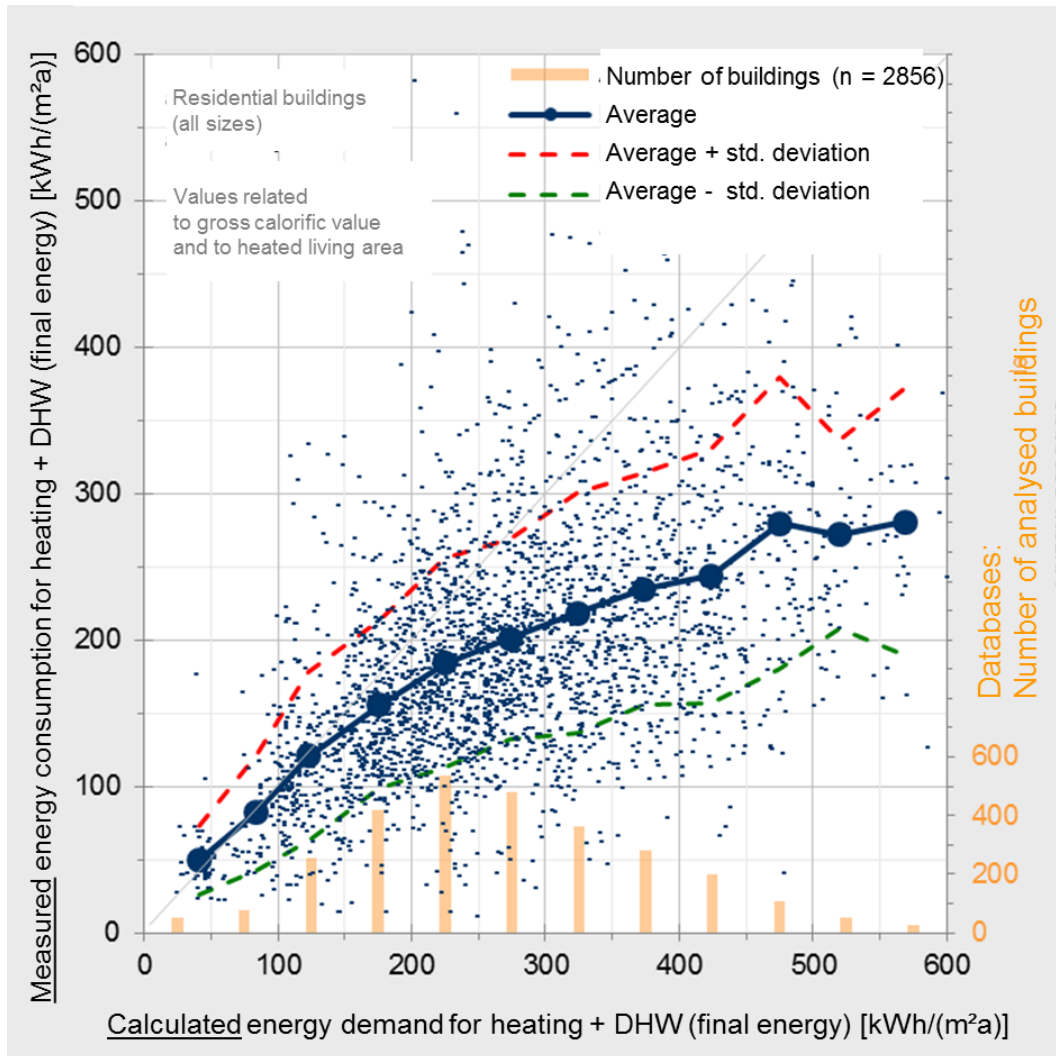 Measured energy consumption for heating + DHW (final energy) [kWh/(m²a)]
600
500
400
300
200
100
0
Residential buildings
(all sizes)
Values related
to gross calorific value
and to heated living area
Number of buildings (n = 2856)
Average
Average + std. deviation
Average - std. deviation
Databases:
Number of analysed buildings
600
400
200
0
0 100 200 300 400 500 600
Calculated energy demand for heating + DHW (final energy) [kWh/(m²a)]